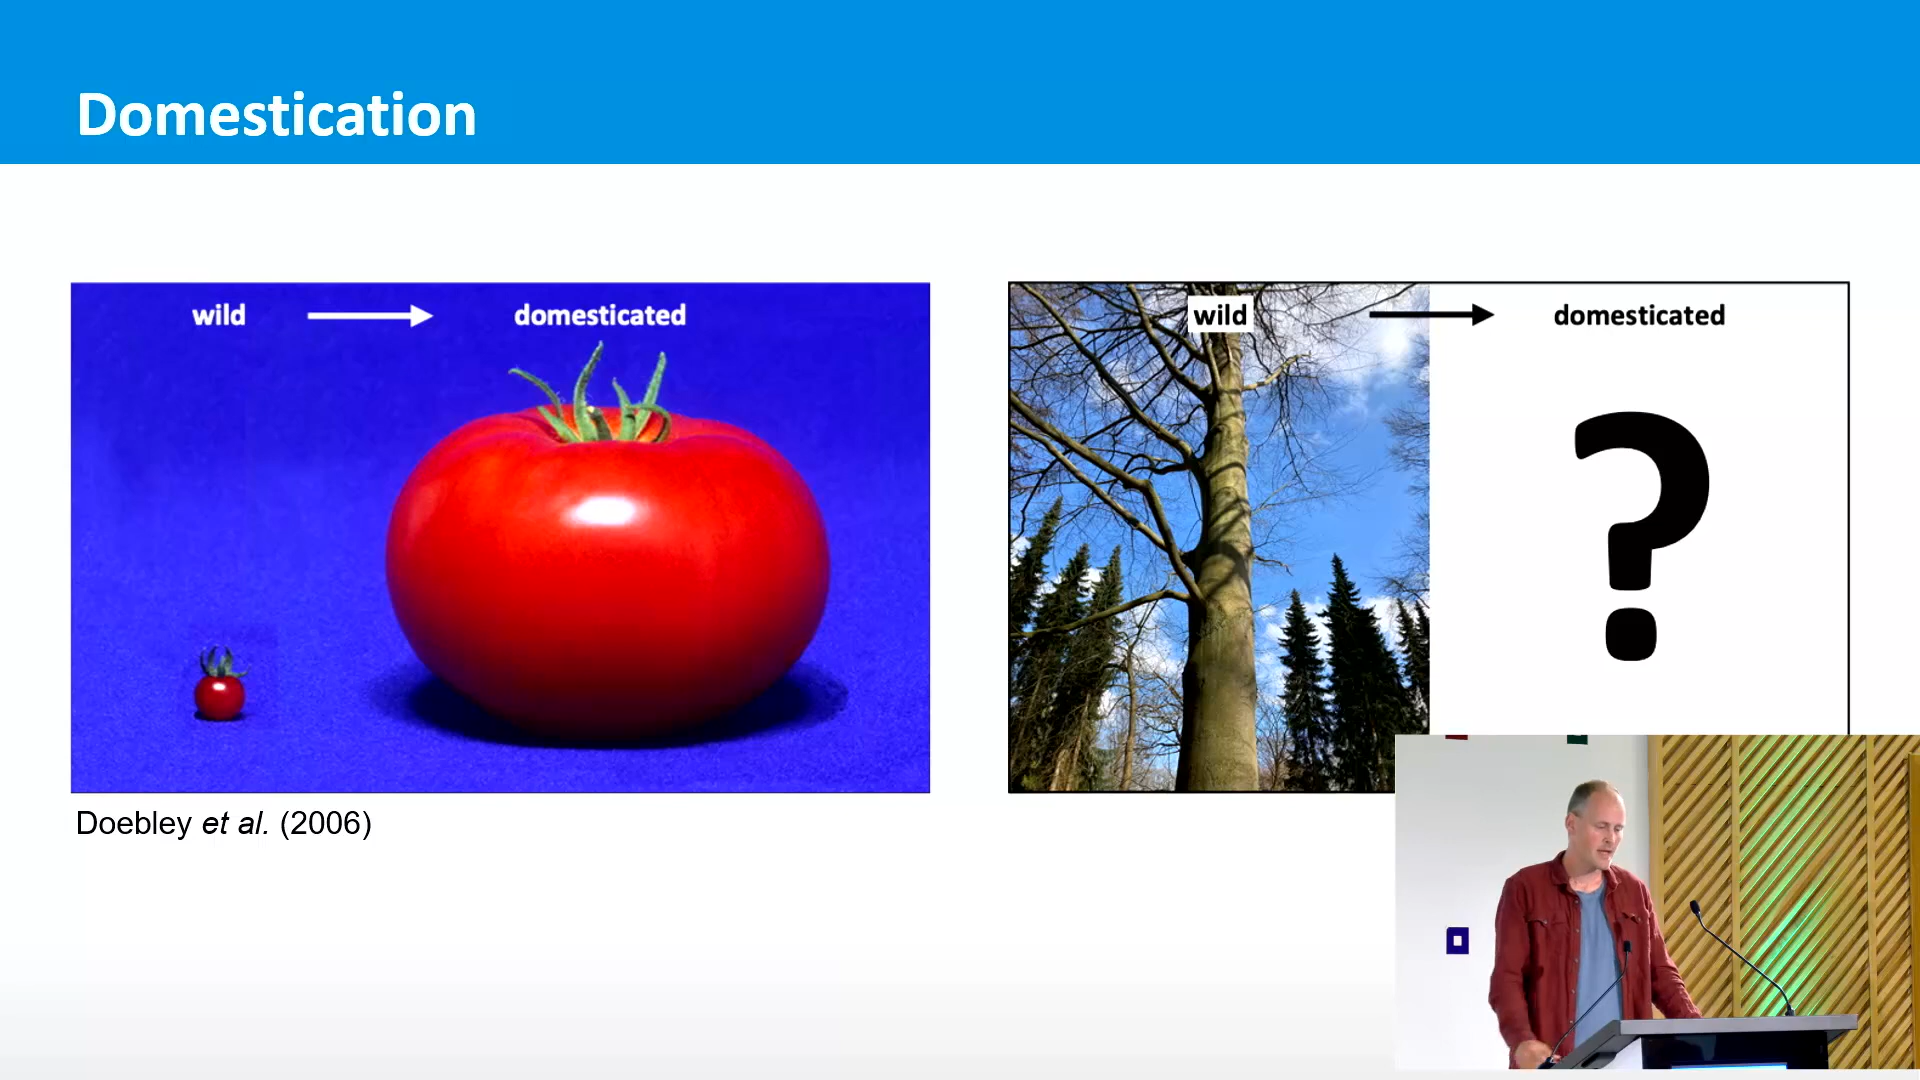 Domestication
wild
domesticated
wild
domesticated
?
Doebley et al. (2006)